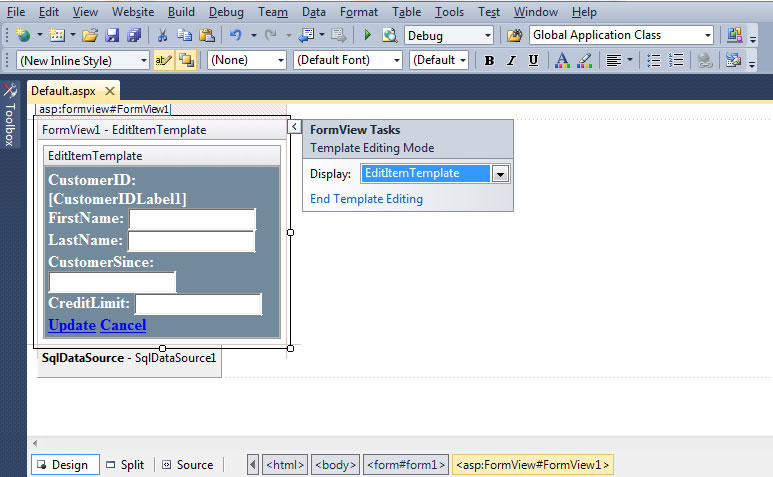 File Edit View Website Build Debug Team Data Format Table Tools Test Window Help
Debug Global Application Class
(New Inline Style) ab (None) (Default Font) (Default B I U A
Toolbox
Default.aspx
asp:formview#FormView1
FormView1 - EditItemTemplate
EditItemTemplate
CustomerID:
[CustomerIDLabel1]
FirstName:
LastName:
CustomerSince:
CreditLimit:
Update Cancel
SqlDataSource - SqlDataSource1
FormView Tasks
Template Editing Mode
Display: EditItemTemplate
End Template Editing
Design Split Source <html> <body> <form#form1> <asp:FormView#FormView1>